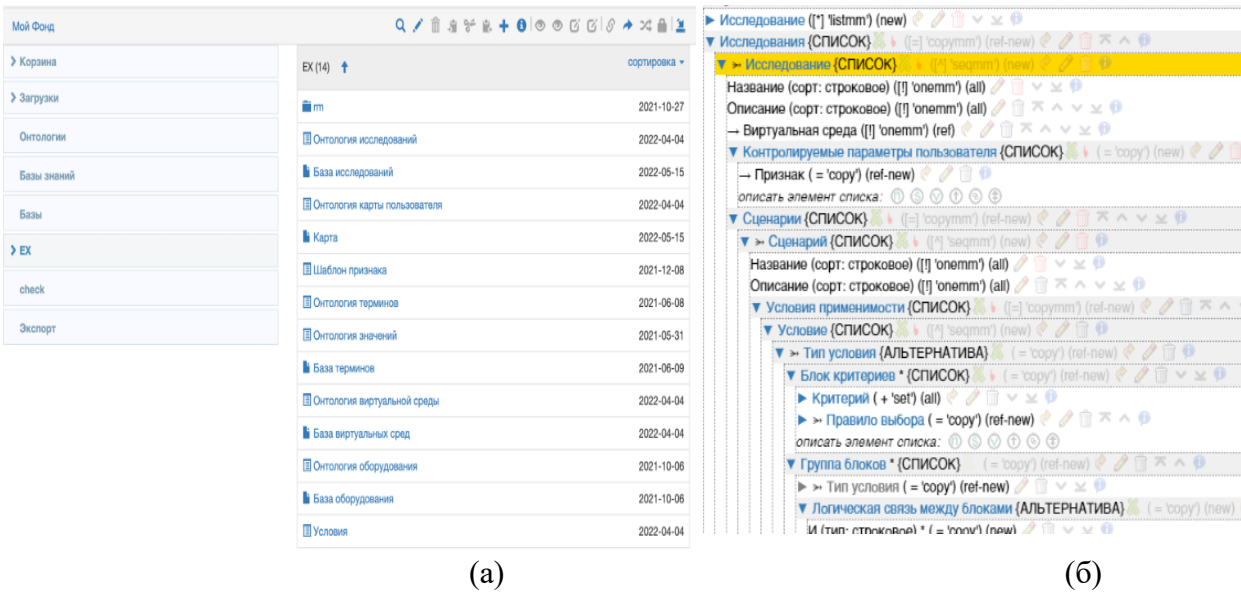 Мой Фонд
Корзина
Загрузки
Онтологии
Базы знаний
Базы
EX
check
Экспорт
EX (14)
сортировка
rm 2021-10-27
Онтология исследований 2022-04-04
База исследований 2022-05-15
Онтология карты пользователя 2022-04-04
Карта 2022-05-15
Шаблон признака 2021-12-08
Онтология терминов 2021-06-08
Онтология значений 2021-05-31
База терминов 2021-06-09
Онтология виртуальной среды 2022-04-04
База виртуальных сред 2022-04-04
Онтология оборудования 2021-10-06
База оборудования 2021-10-06
Условия 2022-04-04
(а)
Исследование ([*] 'listmm') (new)
Исследования {СПИСОК} ([=] 'copymm') (ref-new)
Исследование {СПИСОК} ([^] 'seqmm') (new)
Название (сорт: строковое) ([!] 'onemm') (all)
Описание (сорт: строковое) ([!] 'onemm') (all)
→ Виртуальная среда ([!] 'onemm') (ref)
Контролируемые параметры пользователя {СПИСОК} ( = 'copy') (new)
→ Признак ( = 'copy') (ref-new)
описать элемент списка:
Сценарии {СПИСОК} ([=] 'copymm') (ref-new)
Сценарий {СПИСОК} ([^] 'seqmm') (new)
Название (сорт: строковое) ([!] 'onemm') (all)
Описание (сорт: строковое) ([!] 'onemm') (all)
Условия применимости {СПИСОК} ([=] 'copymm') (ref-new)
Условие {СПИСОК} ([^] 'seqmm') (new)
Тип условия {АЛЬТЕРНАТИВА} ( = 'copy') (ref-new)
Блок критериев * {СПИСОК} ( = 'copy') (ref-new)
Критерий ( + 'set') (all)
Правило выбора ( = 'copy') (ref-new)
описать элемент списка:
Группа блоков * {СПИСОК} ( = 'copy') (ref-new)
Тип условия ( = 'copy') (ref-new)
Логическая связь между блоками {АЛЬТЕРНАТИВА} ( = 'copy') (new)
И (тип: строковое) * ( = 'copy') (new)
(б)